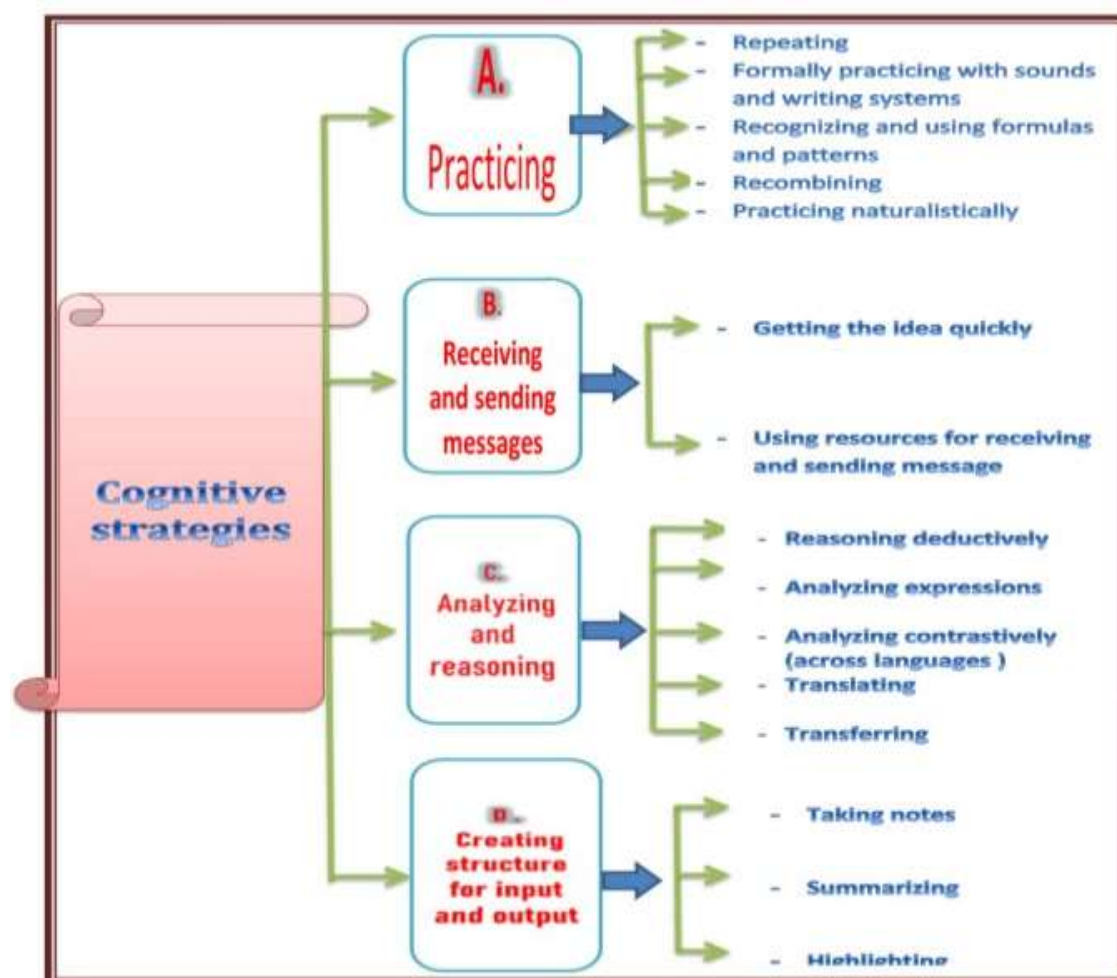 Cognitive
strategies
A.
Practicing
- Repeating
- Formally practicing with sounds
and writing systems
- Recognizing and using formulas
and patterns
- Recombining
- Practicing naturalistically
B.
Receiving
and sending
messages
- Getting the idea quickly
- Using resources for receiving
and sending message
C.
Analyzing
and
reasoning
- Reasoning deductively
- Analyzing expressions
- Analyzing contrastively
(across languages )
- Translating
- Transferring
D..
Creating
structure
for input
and output
- Taking notes
- Summarizing
- Highlighting